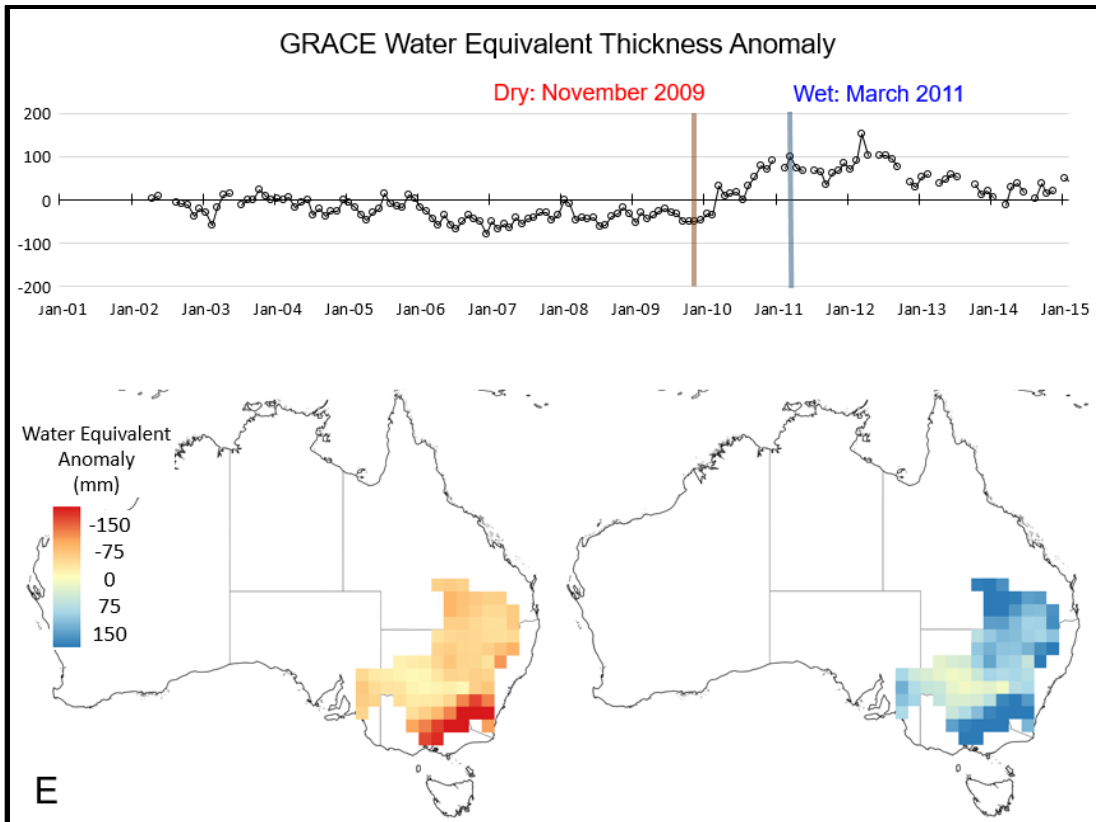 GRACE Water Equivalent Thickness Anomaly
Dry: November 2009
Wet: March 2011
200
100
0
-100
-200
Jan-01 Jan-02 Jan-03 Jan-04 Jan-05 Jan-06 Jan-07 Jan-08 Jan-09 Jan-10 Jan-11 Jan-12 Jan-13 Jan-14 Jan-15
Water Equivalent
Anomaly
(mm)
-150
-75
0
75
150
E